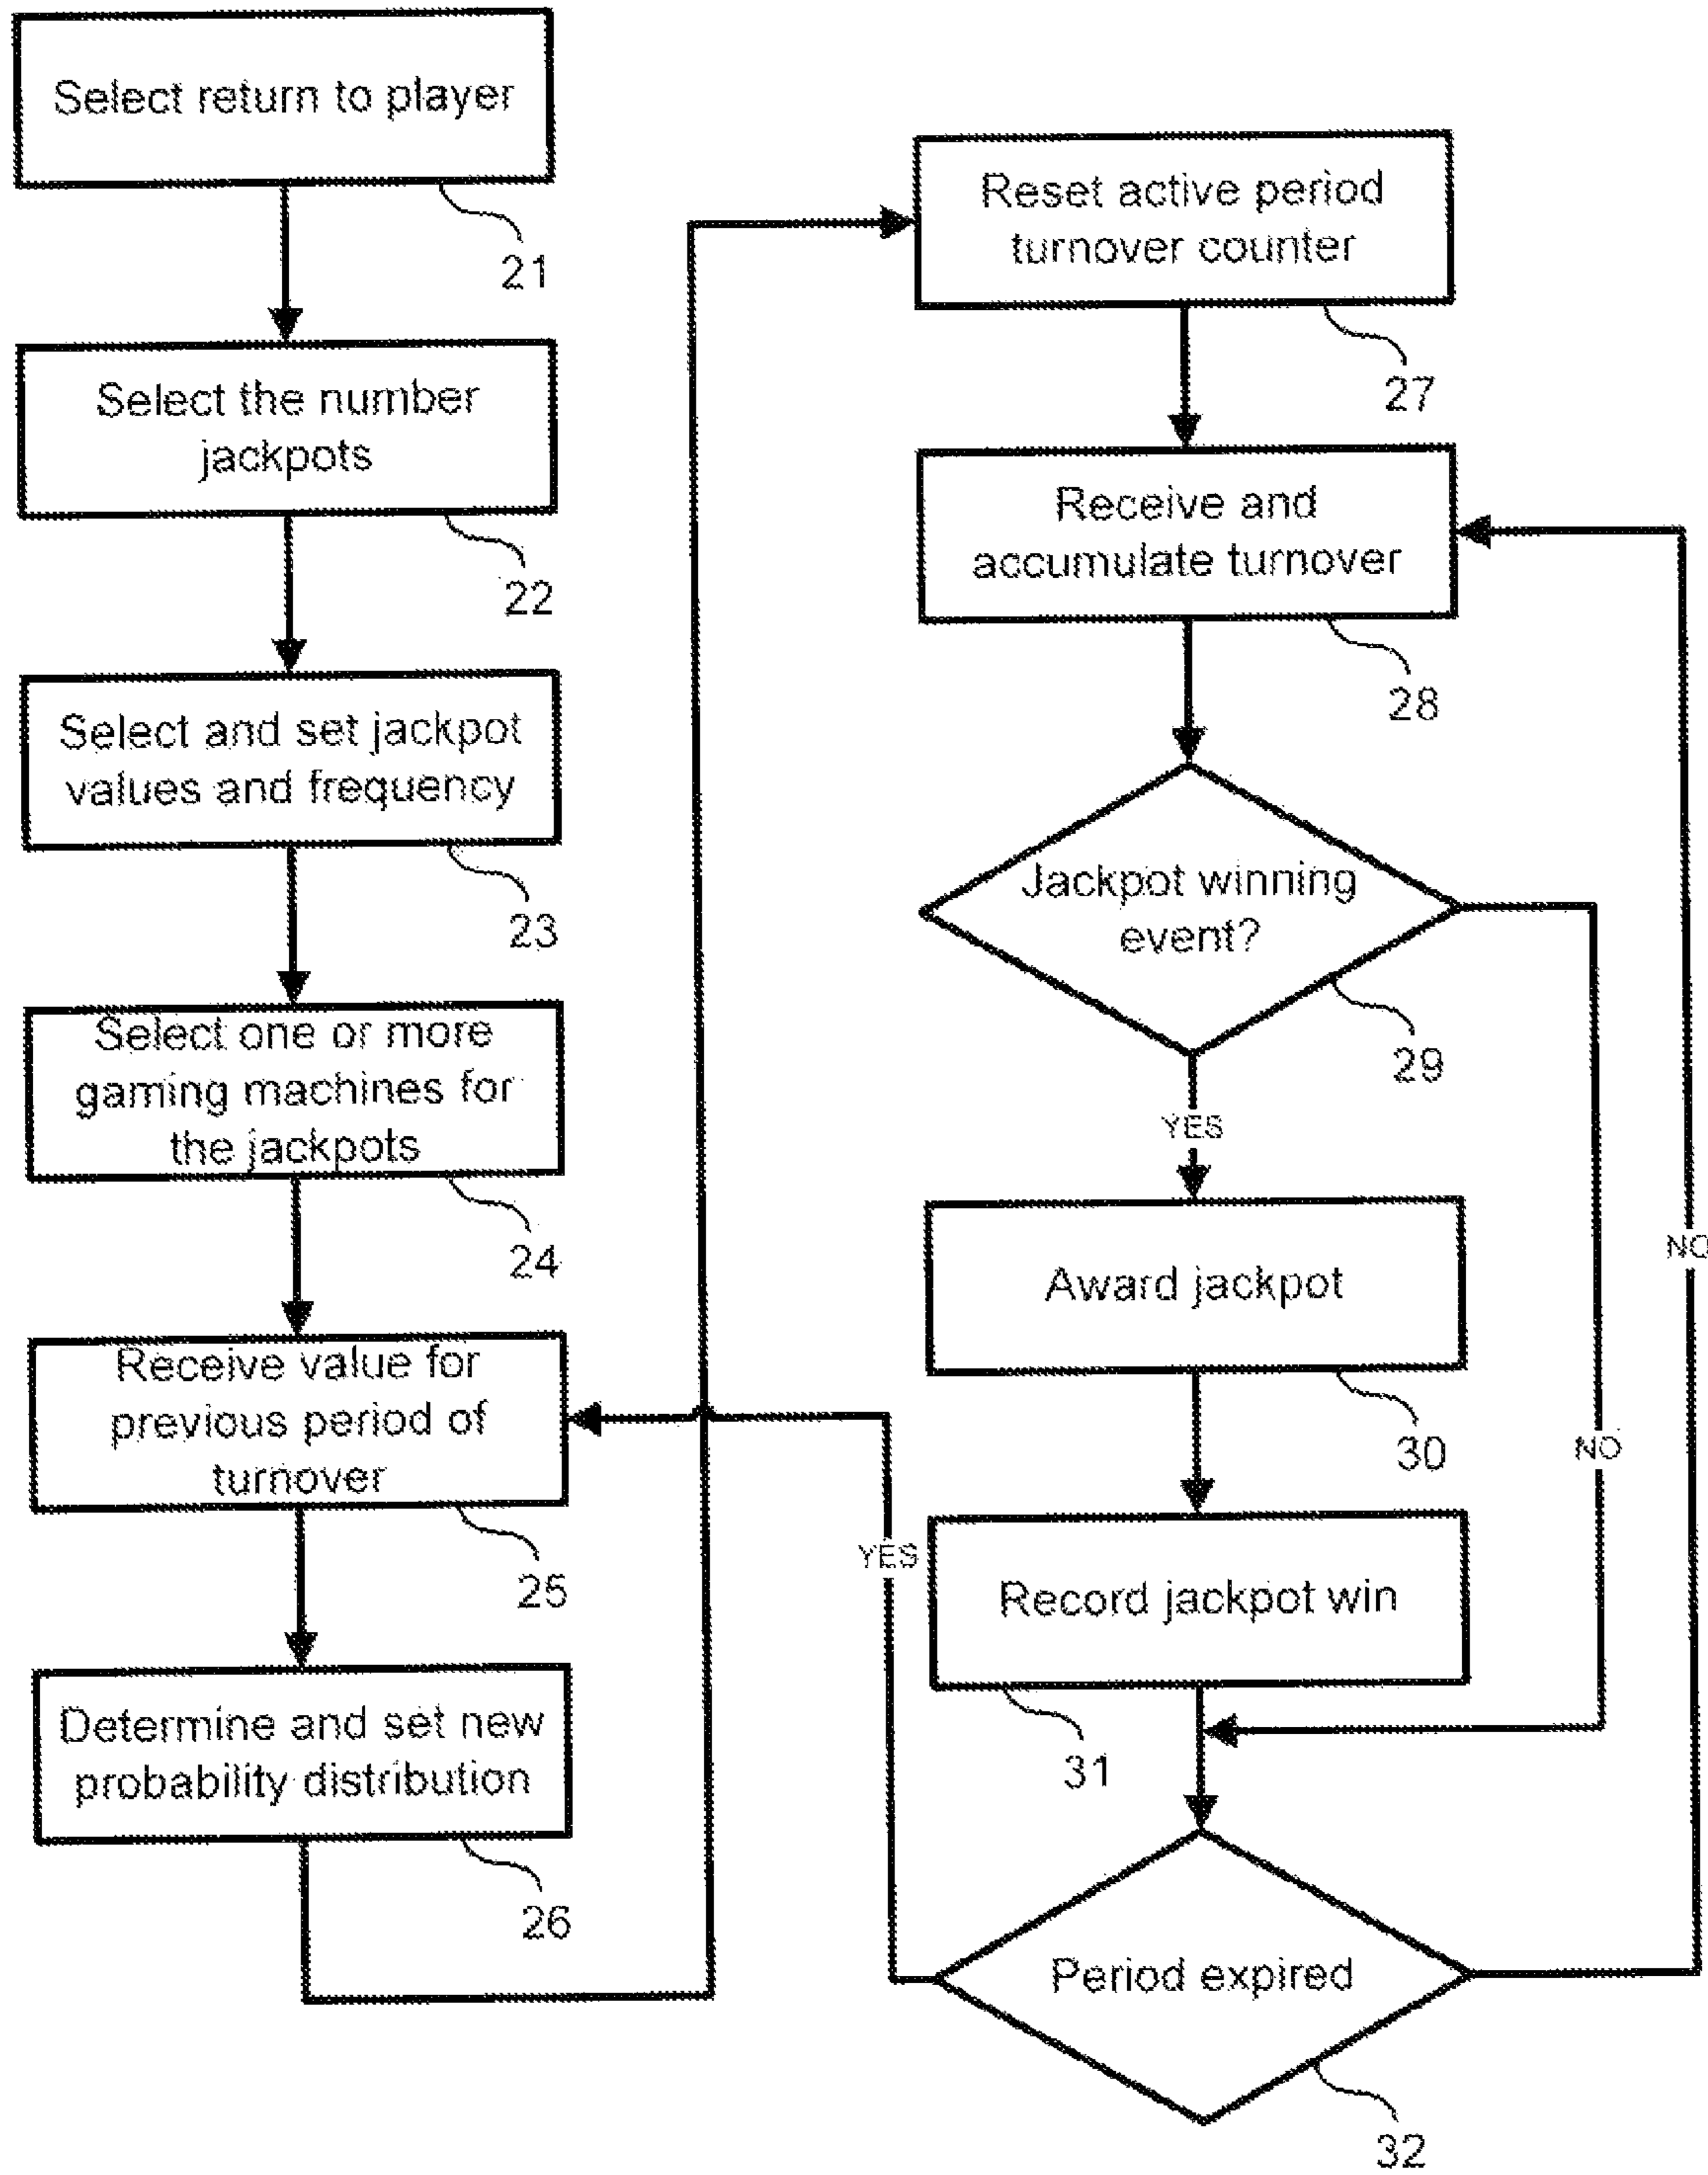 Select return to player
21
Select the number
jackpots
22
Select and set jackpot
values and frequency
23
Select one or more
gaming machines for
the jackpots
24
Receive value for
previous period of
turnover
25
Determine and set new
probability distribution
26
Reset active period
turnover counter
27
Receive and
accumulate turnover
28
Jackpot winning
event?
29
YES
NO
Award jackpot
30
Record jackpot win
31
Period expired
32
YES
NO